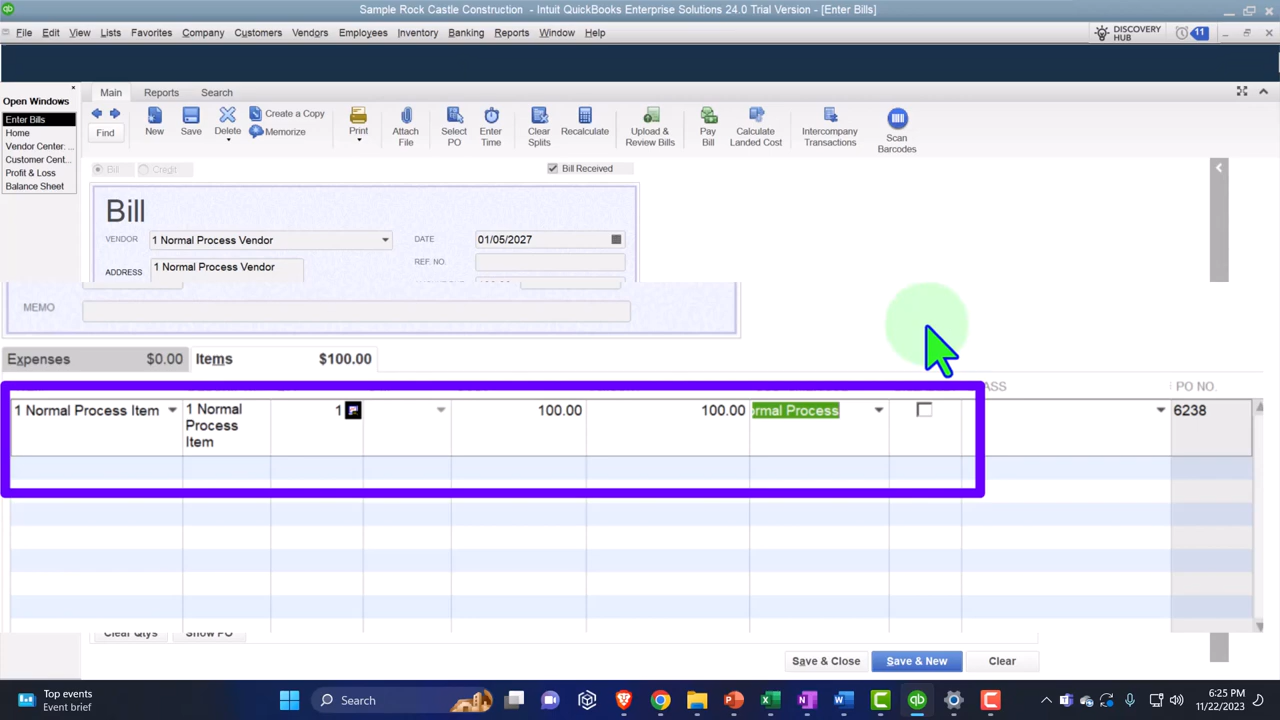 Sample Rock Castle Construction - Intuit QuickBooks Enterprise Solutions 24.0 Trial Version - [Enter Bills]
File Edit View Lists Favorites Company Customers Vendors Employees Inventory Banking Reports Window Help
DISCOVERY HUB 11
Main Reports Search
Open Windows
Enter Bills
Home
Vendor Center: ...
Customer Cent...
Profit & Loss
Balance Sheet
Find
New
Save
Delete
Create a Copy
Memorize
Print
Attach File
Select PO
Enter Time
Clear Splits
Recalculate
Upload & Review Bills
Pay Bill
Calculate Landed Cost
Intercompany Transactions
Scan Barcodes
Bill Credit Bill Received
Bill
VENDOR 1 Normal Process Vendor DATE 01/05/2027
REF. NO.
ADDRESS 1 Normal Process Vendor
MEMO
Expenses $0.00 Items $100.00
PO NO.
1 Normal Process Item 1 Normal Process Item 1 100.00 100.00 ormal Process 6238
Clear Qtys Show PO
Save & Close Save & New Clear
Top events
Event brief
Search
6:25 PM
11/22/2023